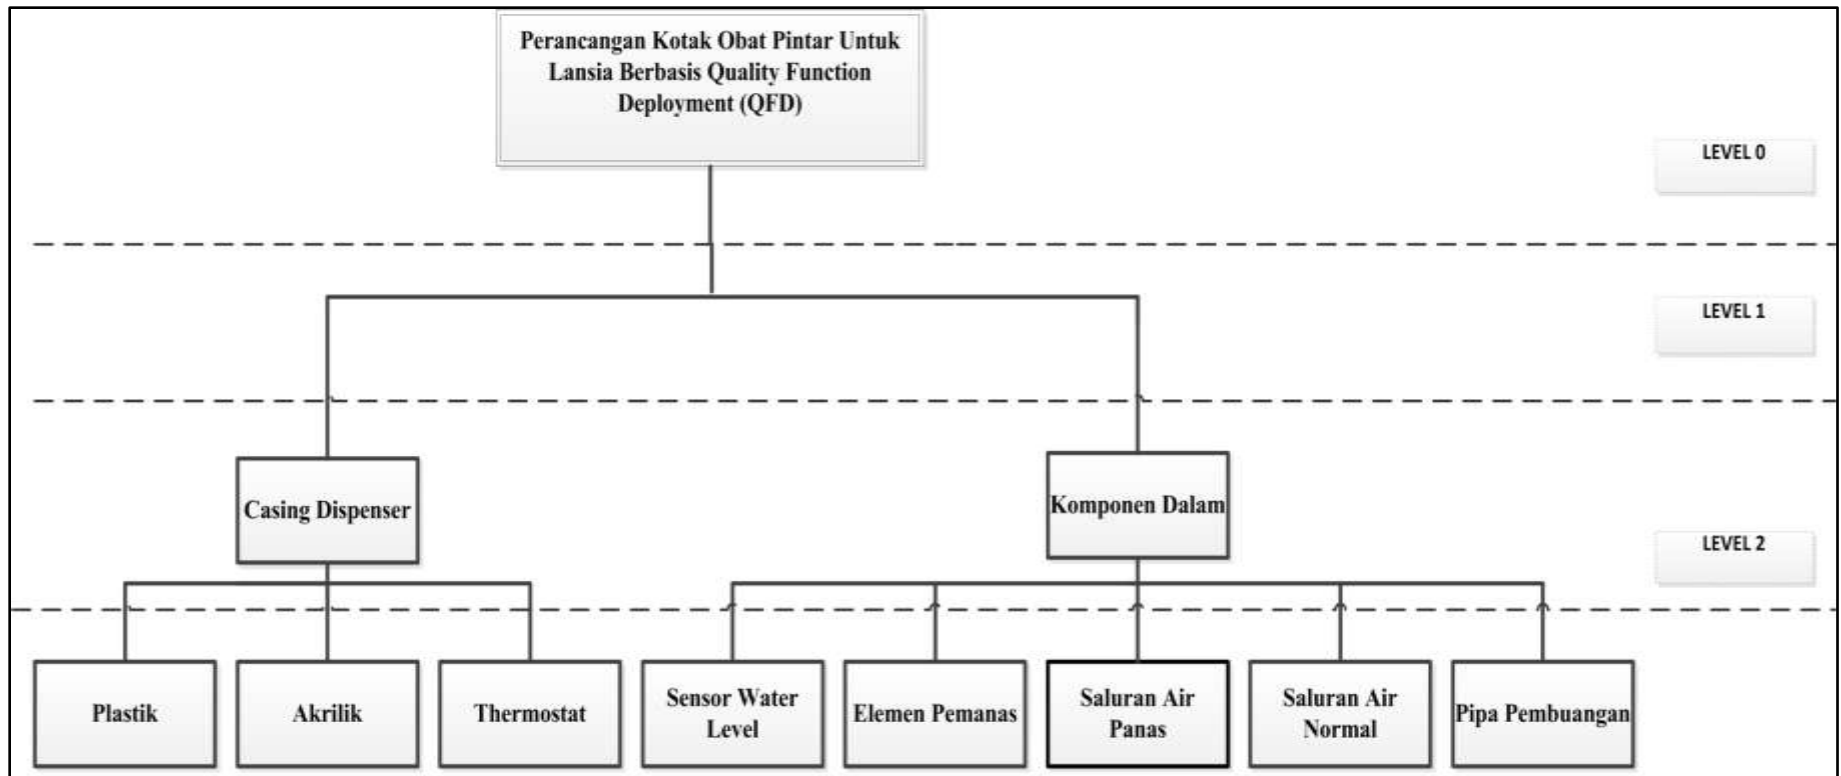 Perancangan Kotak Obat Pintar Untuk
Lansia Berbasis Quality Function
Deployment (QFD)
LEVEL 0
LEVEL 1
Casing Dispenser
Komponen Dalam
LEVEL 2
Plastik
Akrilik
Thermostat
Sensor Water
Level
Elemen Pemanas
Saluran Air
Panas
Saluran Air
Normal
Pipa Pembuangan